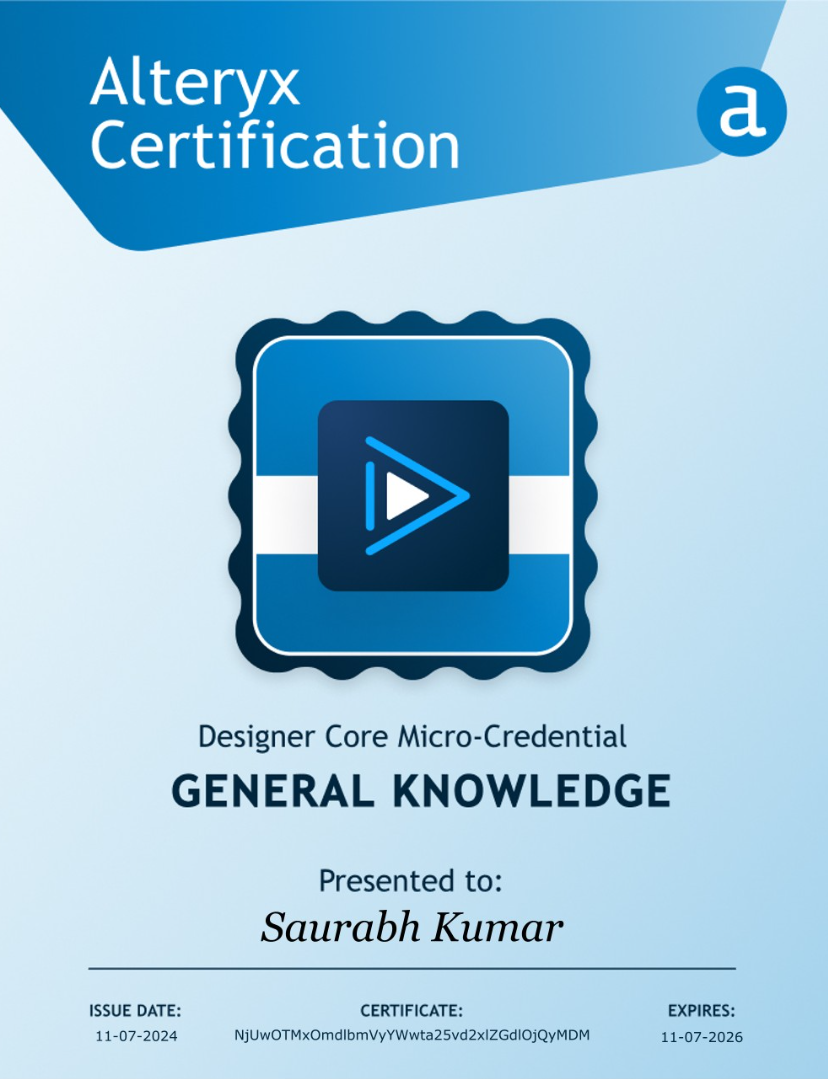 Alteryx
Certification
a
Designer Core Micro-Credential
GENERAL KNOWLEDGE
Presented to:
Saurabh Kumar
ISSUE DATE: CERTIFICATE: EXPIRES:
11-07-2024 NjUwOTMxOmdlbmVyYWwta25vd2xlZGdlOjQyMDM 11-07-2026